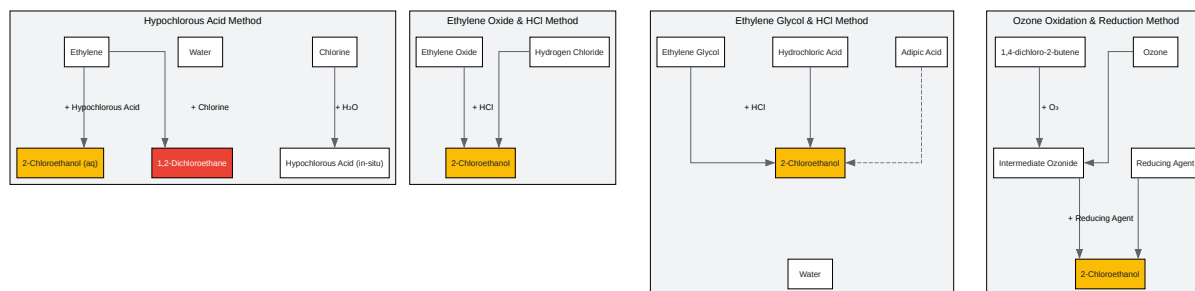 Hypochlorous Acid Method
Ethylene
Water
Chlorine
+ Hypochlorous Acid
+ Chlorine
+ H₂O
2-Chloroethanol (aq)
1,2-Dichloroethane
Hypochlorous Acid (in-situ)
Ethylene Oxide & HCl Method
Ethylene Oxide
Hydrogen Chloride
+ HCl
2-Chloroethanol
Ethylene Glycol & HCl Method
Ethylene Glycol
Hydrochloric Acid
Adipic Acid
+ HCl
2-Chloroethanol
Water
Ozone Oxidation & Reduction Method
1,4-dichloro-2-butene
Ozone
+ O₃
Intermediate Ozonide
Reducing Agent
+ Reducing Agent
2-Chloroethanol